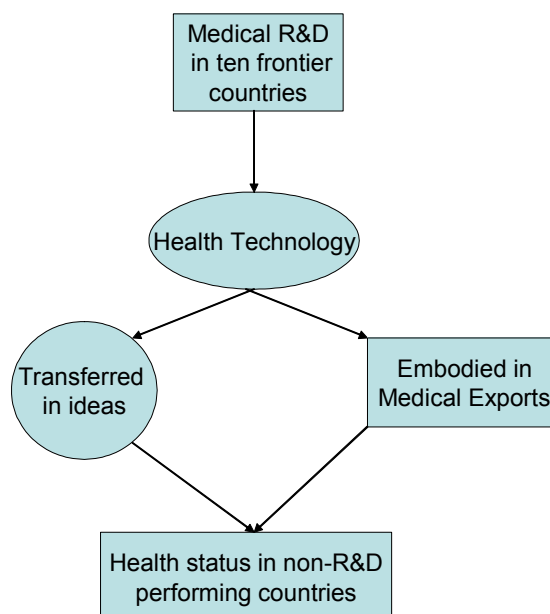 Medical R&D
in ten frontier
countries
Health Technology
Transferred
in ideas
Embodied in
Medical Exports
Health status in non-R&D
performing countries